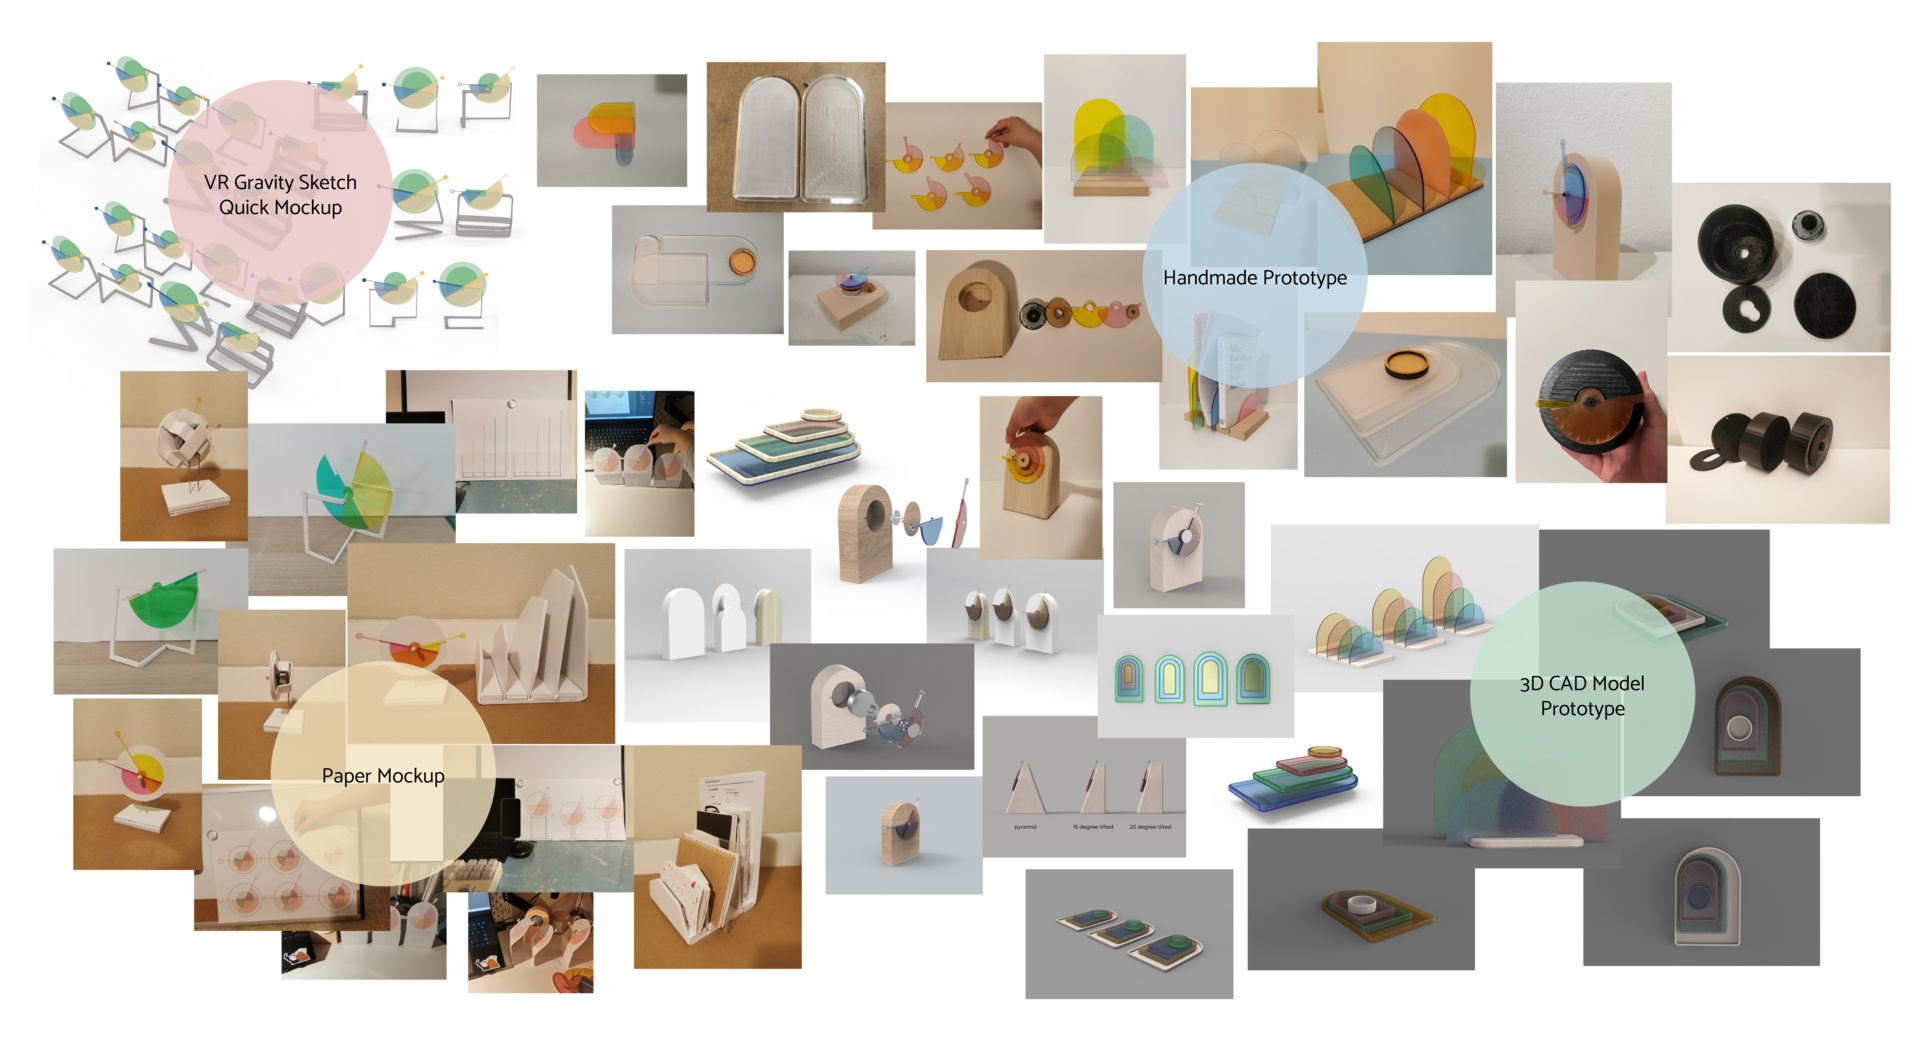 VR Gravity Sketch
Quick Mockup
Handmade Prototype
3D CAD Model
Prototype
Paper Mockup
pyramid
15 degree tilted
20 degree tilted